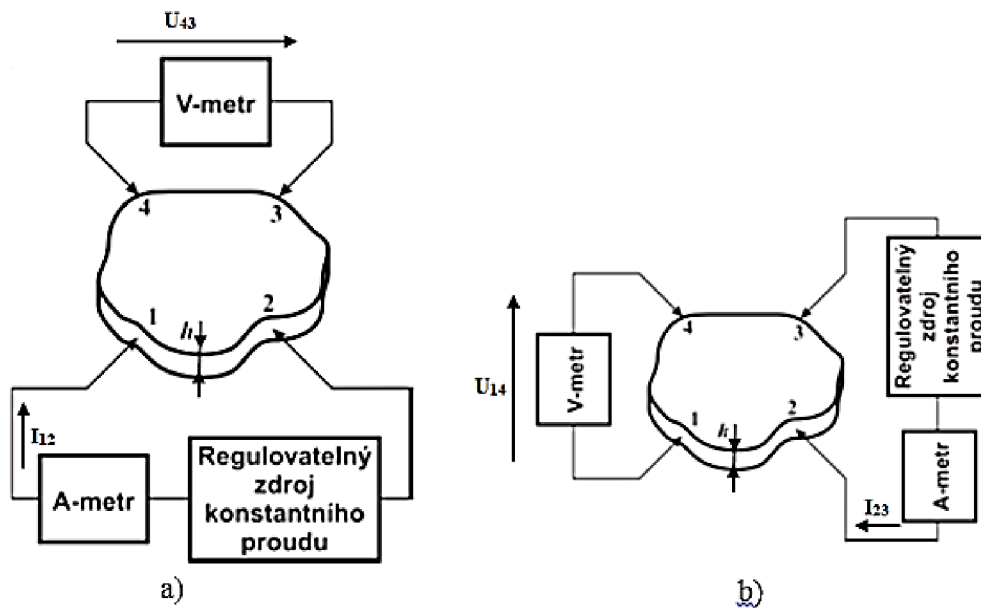 U43
V-metr
4
3
1
2
h
I12
A-metr
Regulovatelný
zdroj
konstantního
proudu
a)
U14
V-metr
4
3
1
2
h
Regulovatelný
zdroj
konstantního
proudu
A-metr
I23
b)